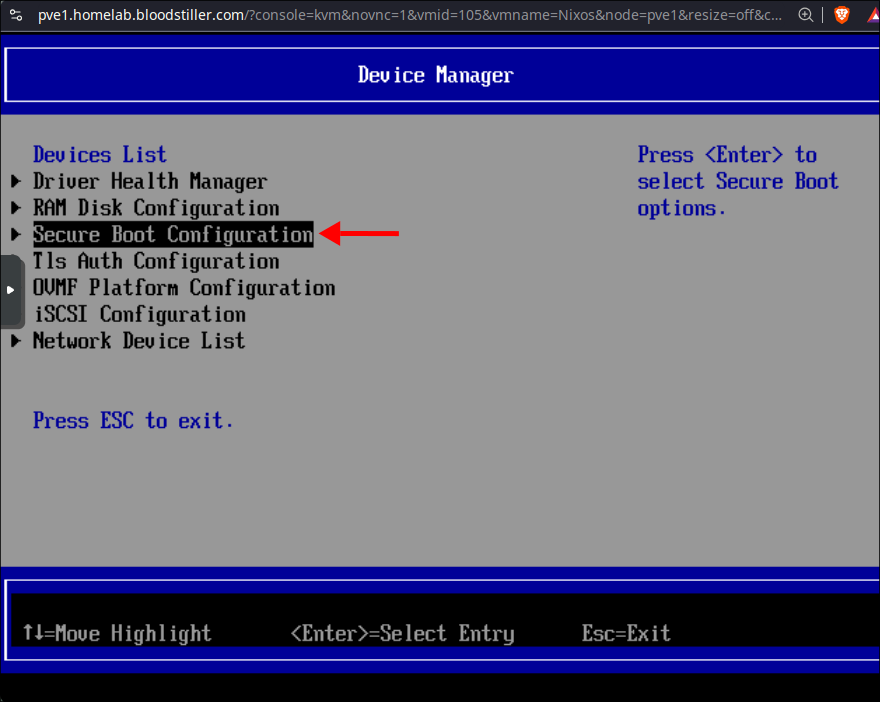 pve1.homelab.bloodstiller.com/?console=kvm&novnc=1&vmid=105&vmname=Nixos&node=pve1&resize=off&c...
Device Manager
Devices List
Driver Health Manager
RAM Disk Configuration
Secure Boot Configuration
Tls Auth Configuration
OVMF Platform Configuration
iSCSI Configuration
Network Device List
Press ESC to exit.
Press <Enter> to
select Secure Boot
options.
↑↓=Move Highlight <Enter>=Select Entry Esc=Exit